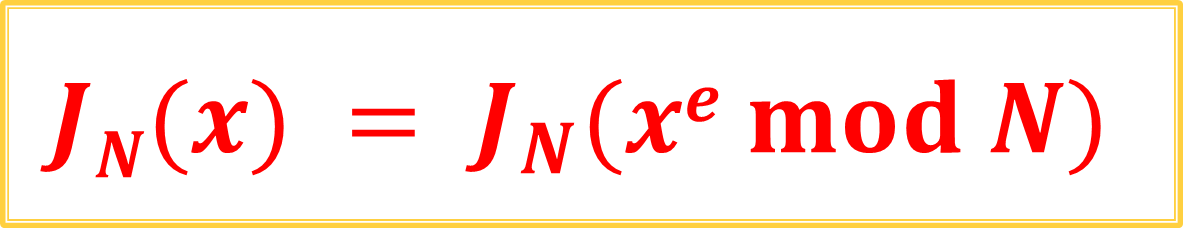 J_N(x) = J_N(x^e mod N)